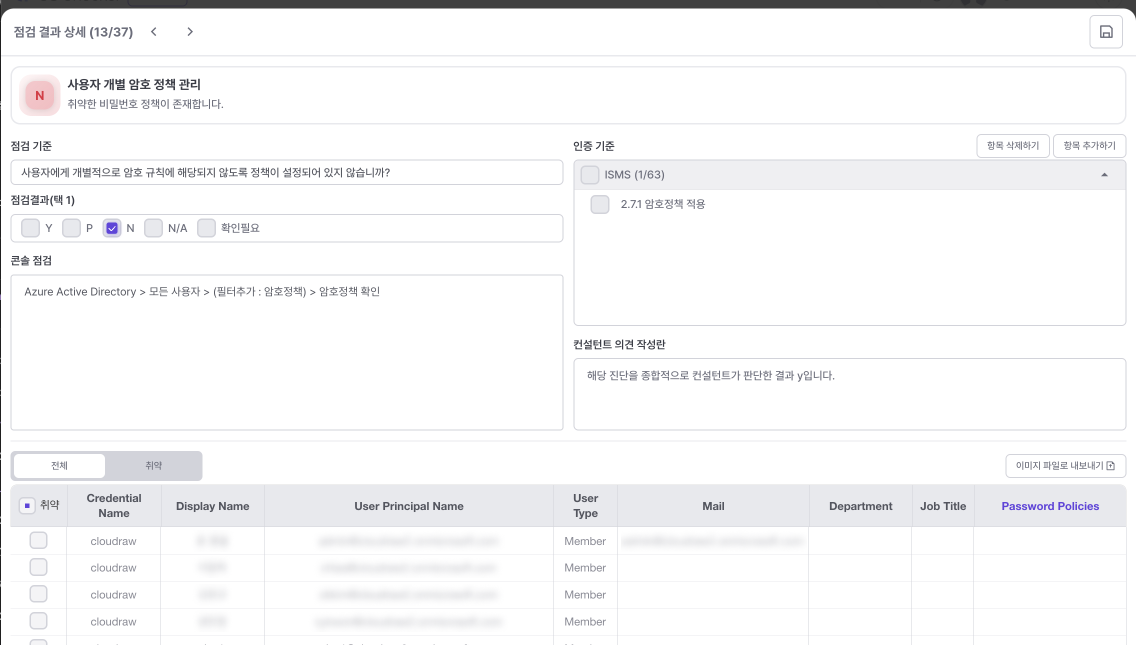 점검 결과 상세 (13/37)
N
사용자 개별 암호 정책 관리
취약한 비밀번호 정책이 존재합니다.
점검 기준
사용자에게 개별적으로 암호 규칙에 해당되지 않도록 정책이 설정되어 있지 않습니까?
점검결과(택 1)
Y P N N/A 확인필요
콘솔 점검
Azure Active Directory > 모든 사용자 > (필터추가 : 암호정책) > 암호정책 확인
인증 기준
항목 삭제하기 항목 추가하기
ISMS (1/63)
2.7.1 암호정책 적용
컨설턴트 의견 작성란
해당 진단을 종합적으로 컨설턴트가 판단한 결과 y입니다.
전체 취약
이미지 파일로 내보내기
취약 Credential Name Display Name User Principal Name User Type Mail Department Job Title Password Policies
cloudraw Member
cloudraw Member
cloudraw Member
cloudraw Member